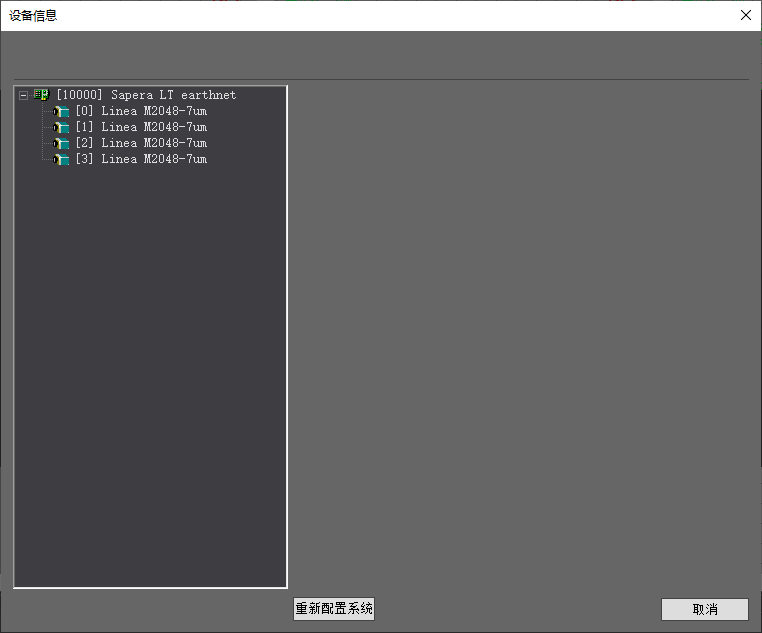 设备信息
[10000] Sapera LT earthnet
[0] Linea M2048-7um
[1] Linea M2048-7um
[2] Linea M2048-7um
[3] Linea M2048-7um
重新配置系统
取消